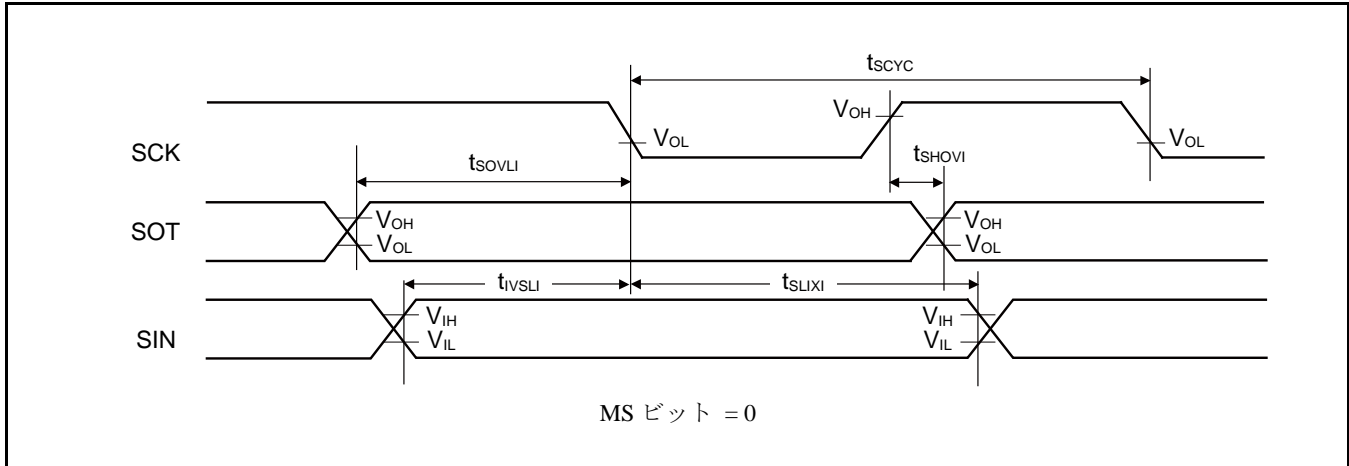 tSCYC
SCK
VOL
VOH
VOL
tSOVLI
tSHOVI
SOT
VOH
VOL
VOH
VOL
tIVSLI
tSLIXI
SIN
VIH
VIL
VIH
VIL
MS ビット = 0